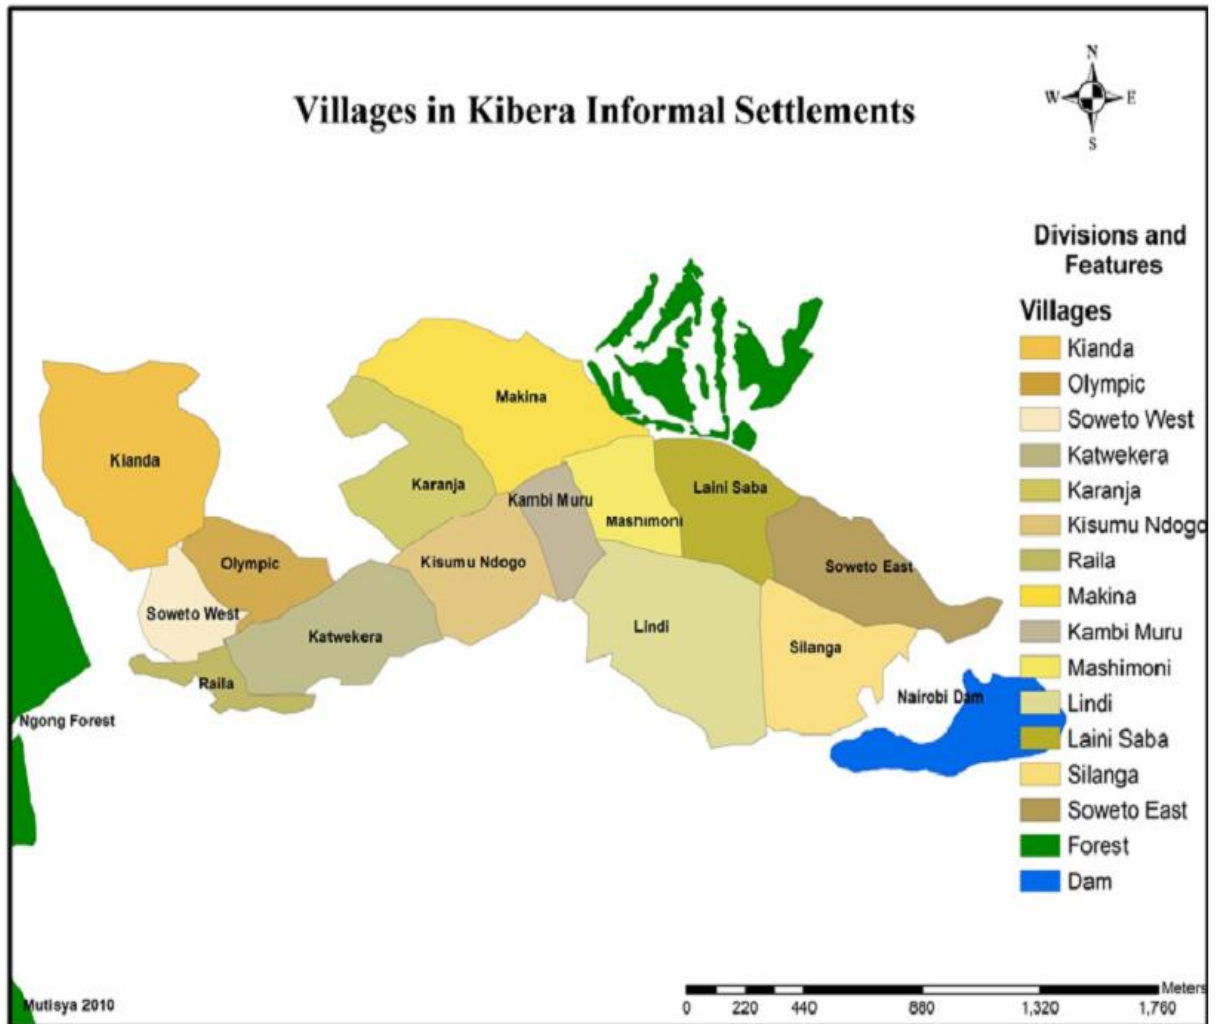 Villages in Kibera Informal Settlements
N
W E
S
Divisions and
Features
Villages
Kianda
Olympic
Soweto West
Katwekera
Karanja
Kisumu Ndogo
Raila
Makina
Kambi Muru
Mashimoni
Lindi
Laini Saba
Silanga
Soweto East
Forest
Dam
Makina
Kianda
Karanja
Kambi Muru
Laini Saba
Mashimoni
Olympic
Kisumu Ndogo
Soweto East
Soweto West
Katwekera
Lindi
Silanga
Raila
Nairobi Dam
Ngong Forest
Mutisya 2010
Meters
0 220 440 880 1,320 1,760